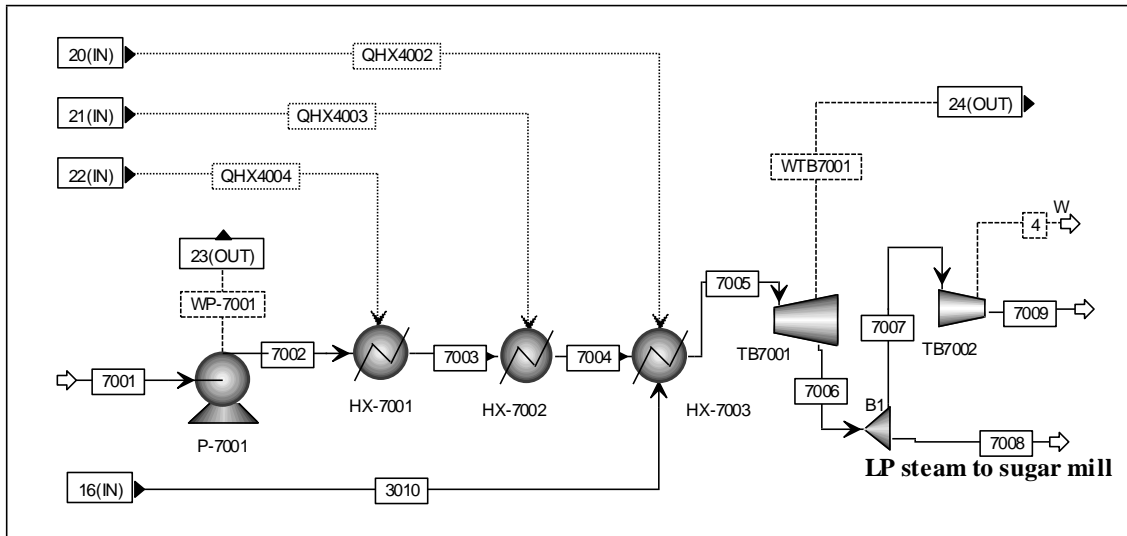 20(IN)
QHX4002
21(IN)
QHX4003
24(OUT)
22(IN)
QHX4004
WTB7001
W
4
23(OUT)
WP-7001
7005
7009
7002
7003
7004
7007
TB7002
7001
TB7001
7006
HX-7001
HX-7002
HX-7003
B1
P-7001
7008
LP steam to sugar mill
16(IN)
3010